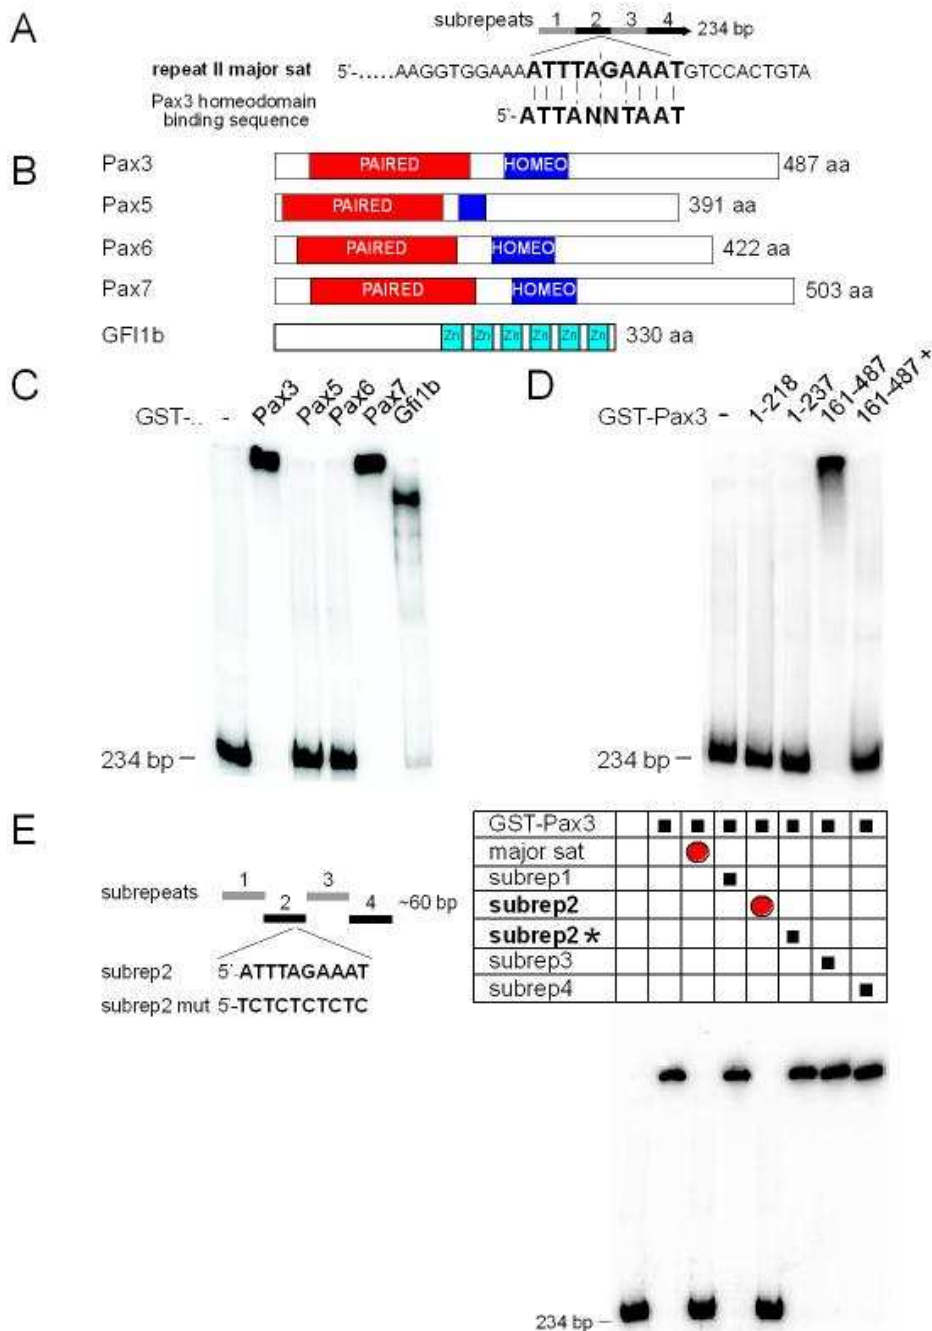 A
subrepeats 1 2 3 4 234 bp
repeat II major sat 5'-.....AAGGTGGAAAATTTAGAAATGTCCACTGTA
Pax3 homeodomain
binding sequence 5'-ATTANNTAAT
B
Pax3 PAIRED HOMEO 487 aa
Pax5 PAIRED 391 aa
Pax6 PAIRED HOMEO 422 aa
Pax7 PAIRED HOMEO 503 aa
GFI1b Zn Zn Zn Zn Zn Zn 330 aa
C
GST-.. - Pax3 Pax5 Pax6 Pax7 Gfi1b
234 bp
D
GST-Pax3 - 1-218 1-237 161-487 161-487 +
234 bp
E
subrepeats 1 2 3 4 ~60 bp
subrep2 5'-ATTTAGAAAT
subrep2 mut 5-TCTCTCTCTC
GST-Pax3
major sat
subrep1
subrep2
subrep2 *
subrep3
subrep4
234 bp